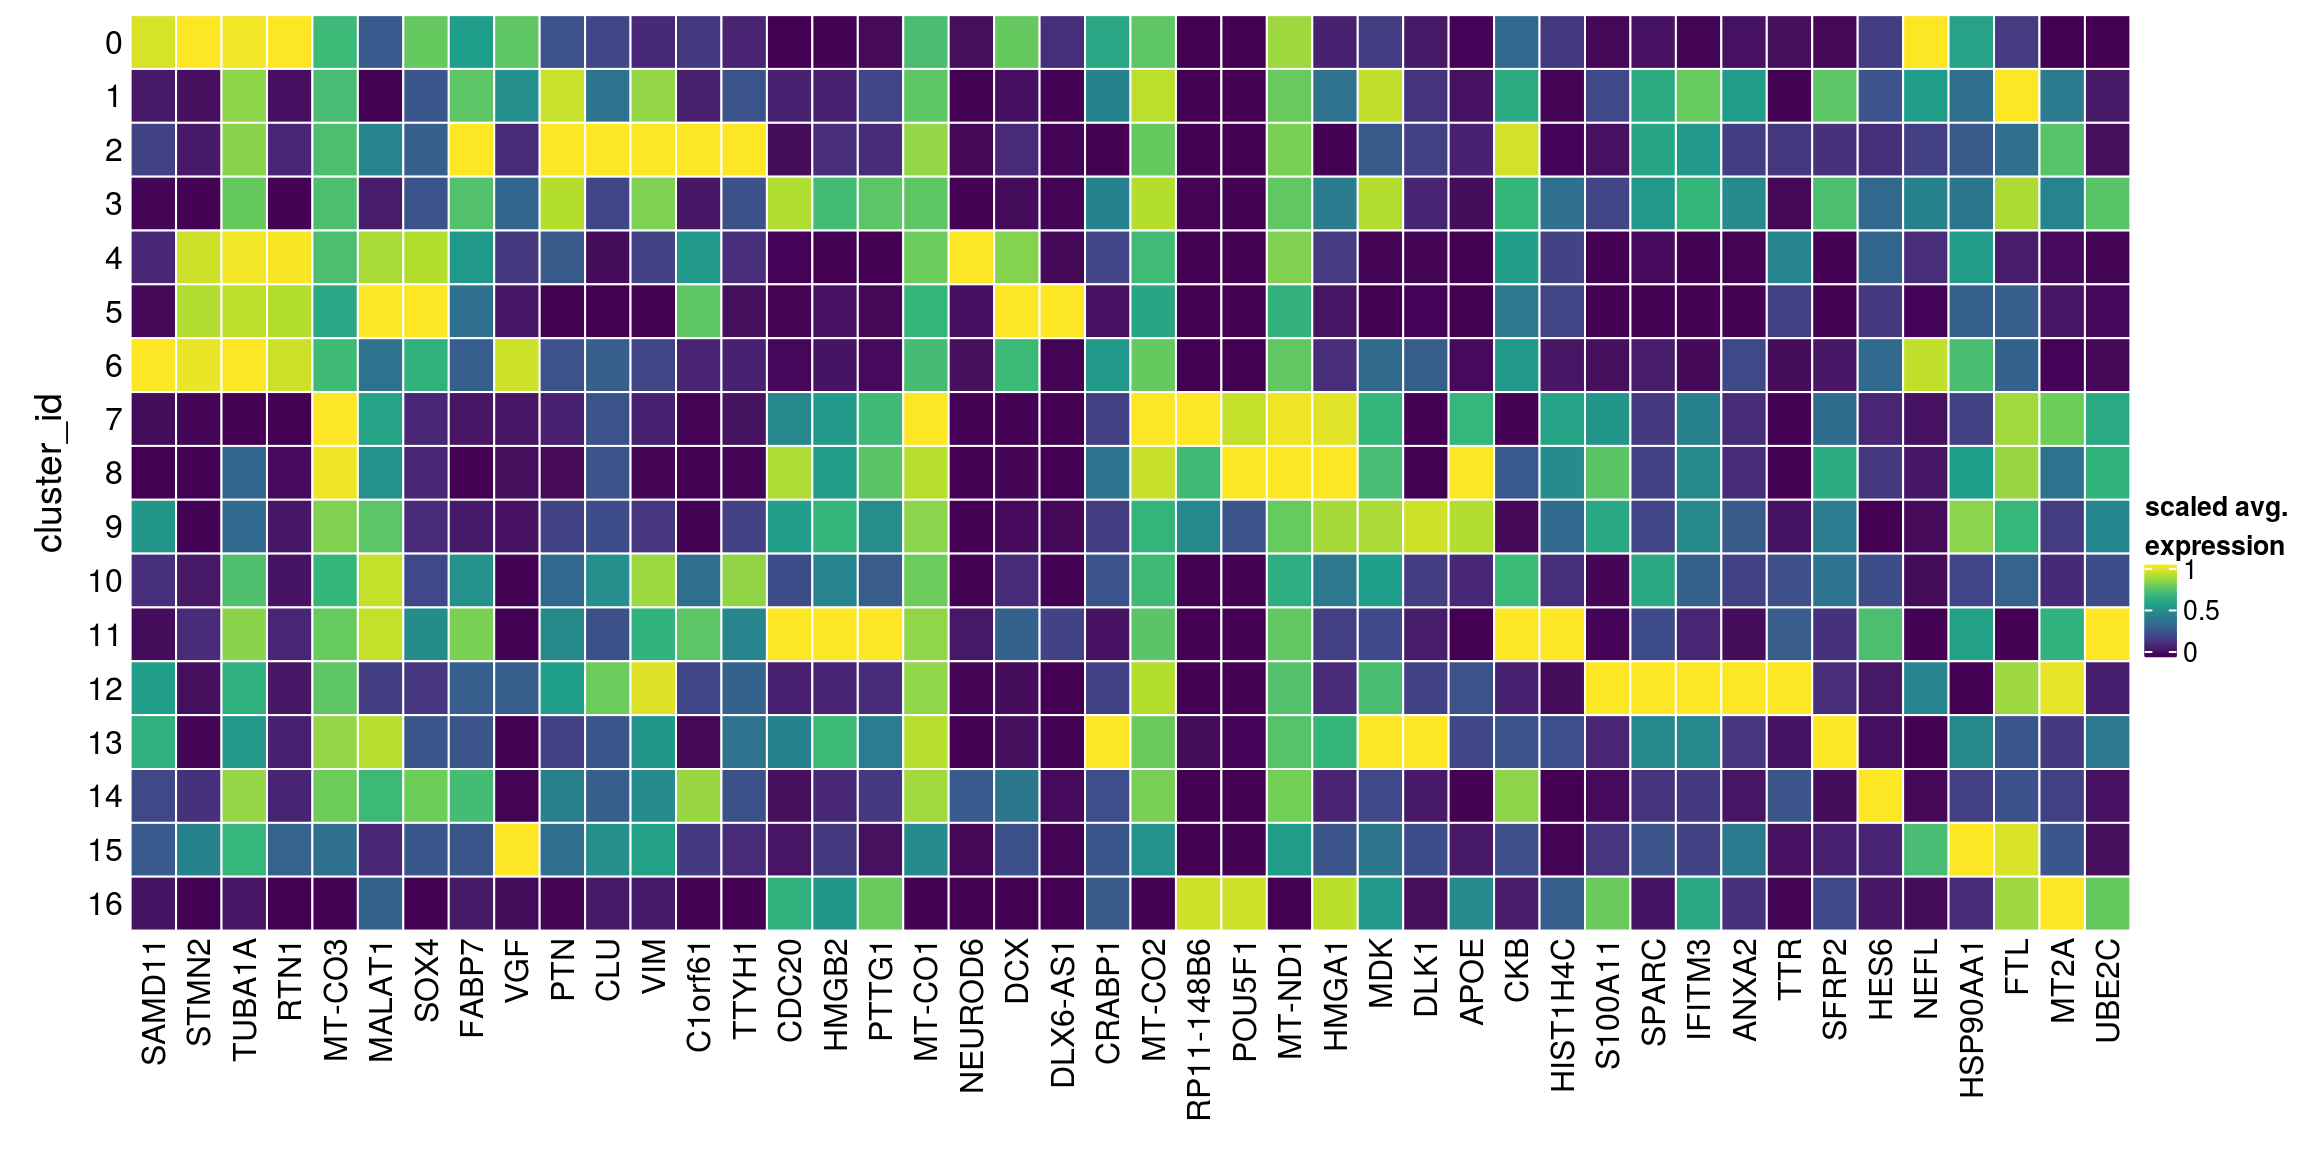 cluster_id
0
1
2
3
4
5
6
7
8
9
10
11
12
13
14
15
16
SAMD11
STMN2
TUBA1A
RTN1
MT-CO3
MALAT1
SOX4
FABP7
VGF
PTN
CLU
VIM
C1orf61
TTYH1
CDC20
HMGB2
PTTG1
MT-CO1
NEUROD6
DCX
DLX6-AS1
CRABP1
MT-CO2
RP11-148B6
POU5F1
MT-ND1
HMGA1
MDK
DLK1
APOE
CKB
HIST1H4C
S100A11
SPARC
IFITM3
ANXA2
TTR
SFRP2
HES6
NEFL
HSP90AA1
FTL
MT2A
UBE2C
scaled avg.
expression
1
0.5
0